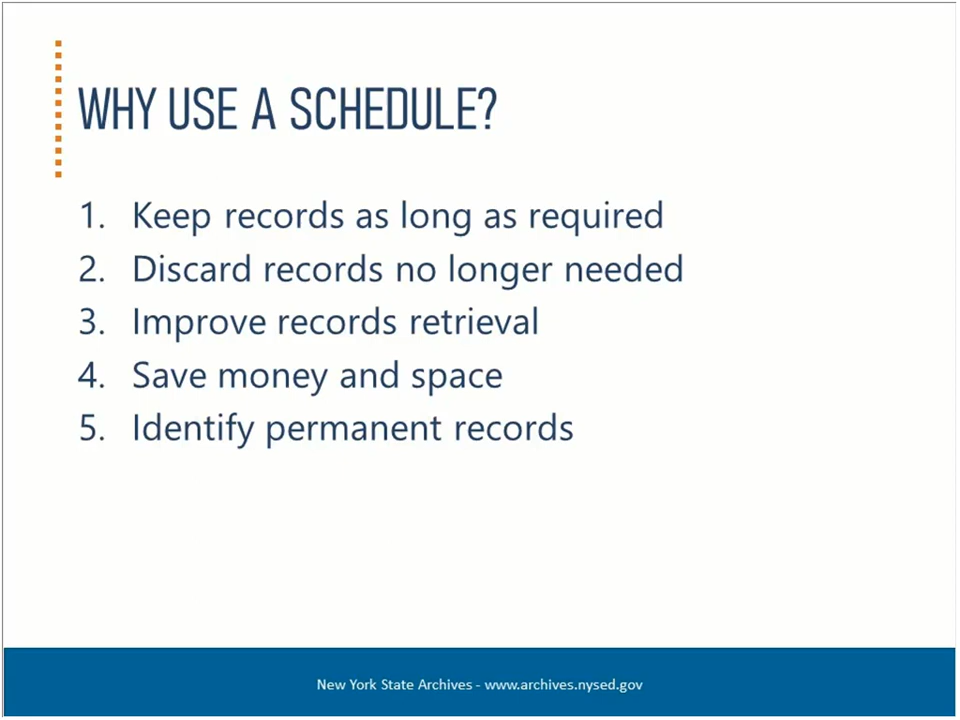 WHY USE A SCHEDULE?
1. Keep records as long as required
2. Discard records no longer needed
3. Improve records retrieval
4. Save money and space
5. Identify permanent records
New York State Archives - www.archives.nysed.gov